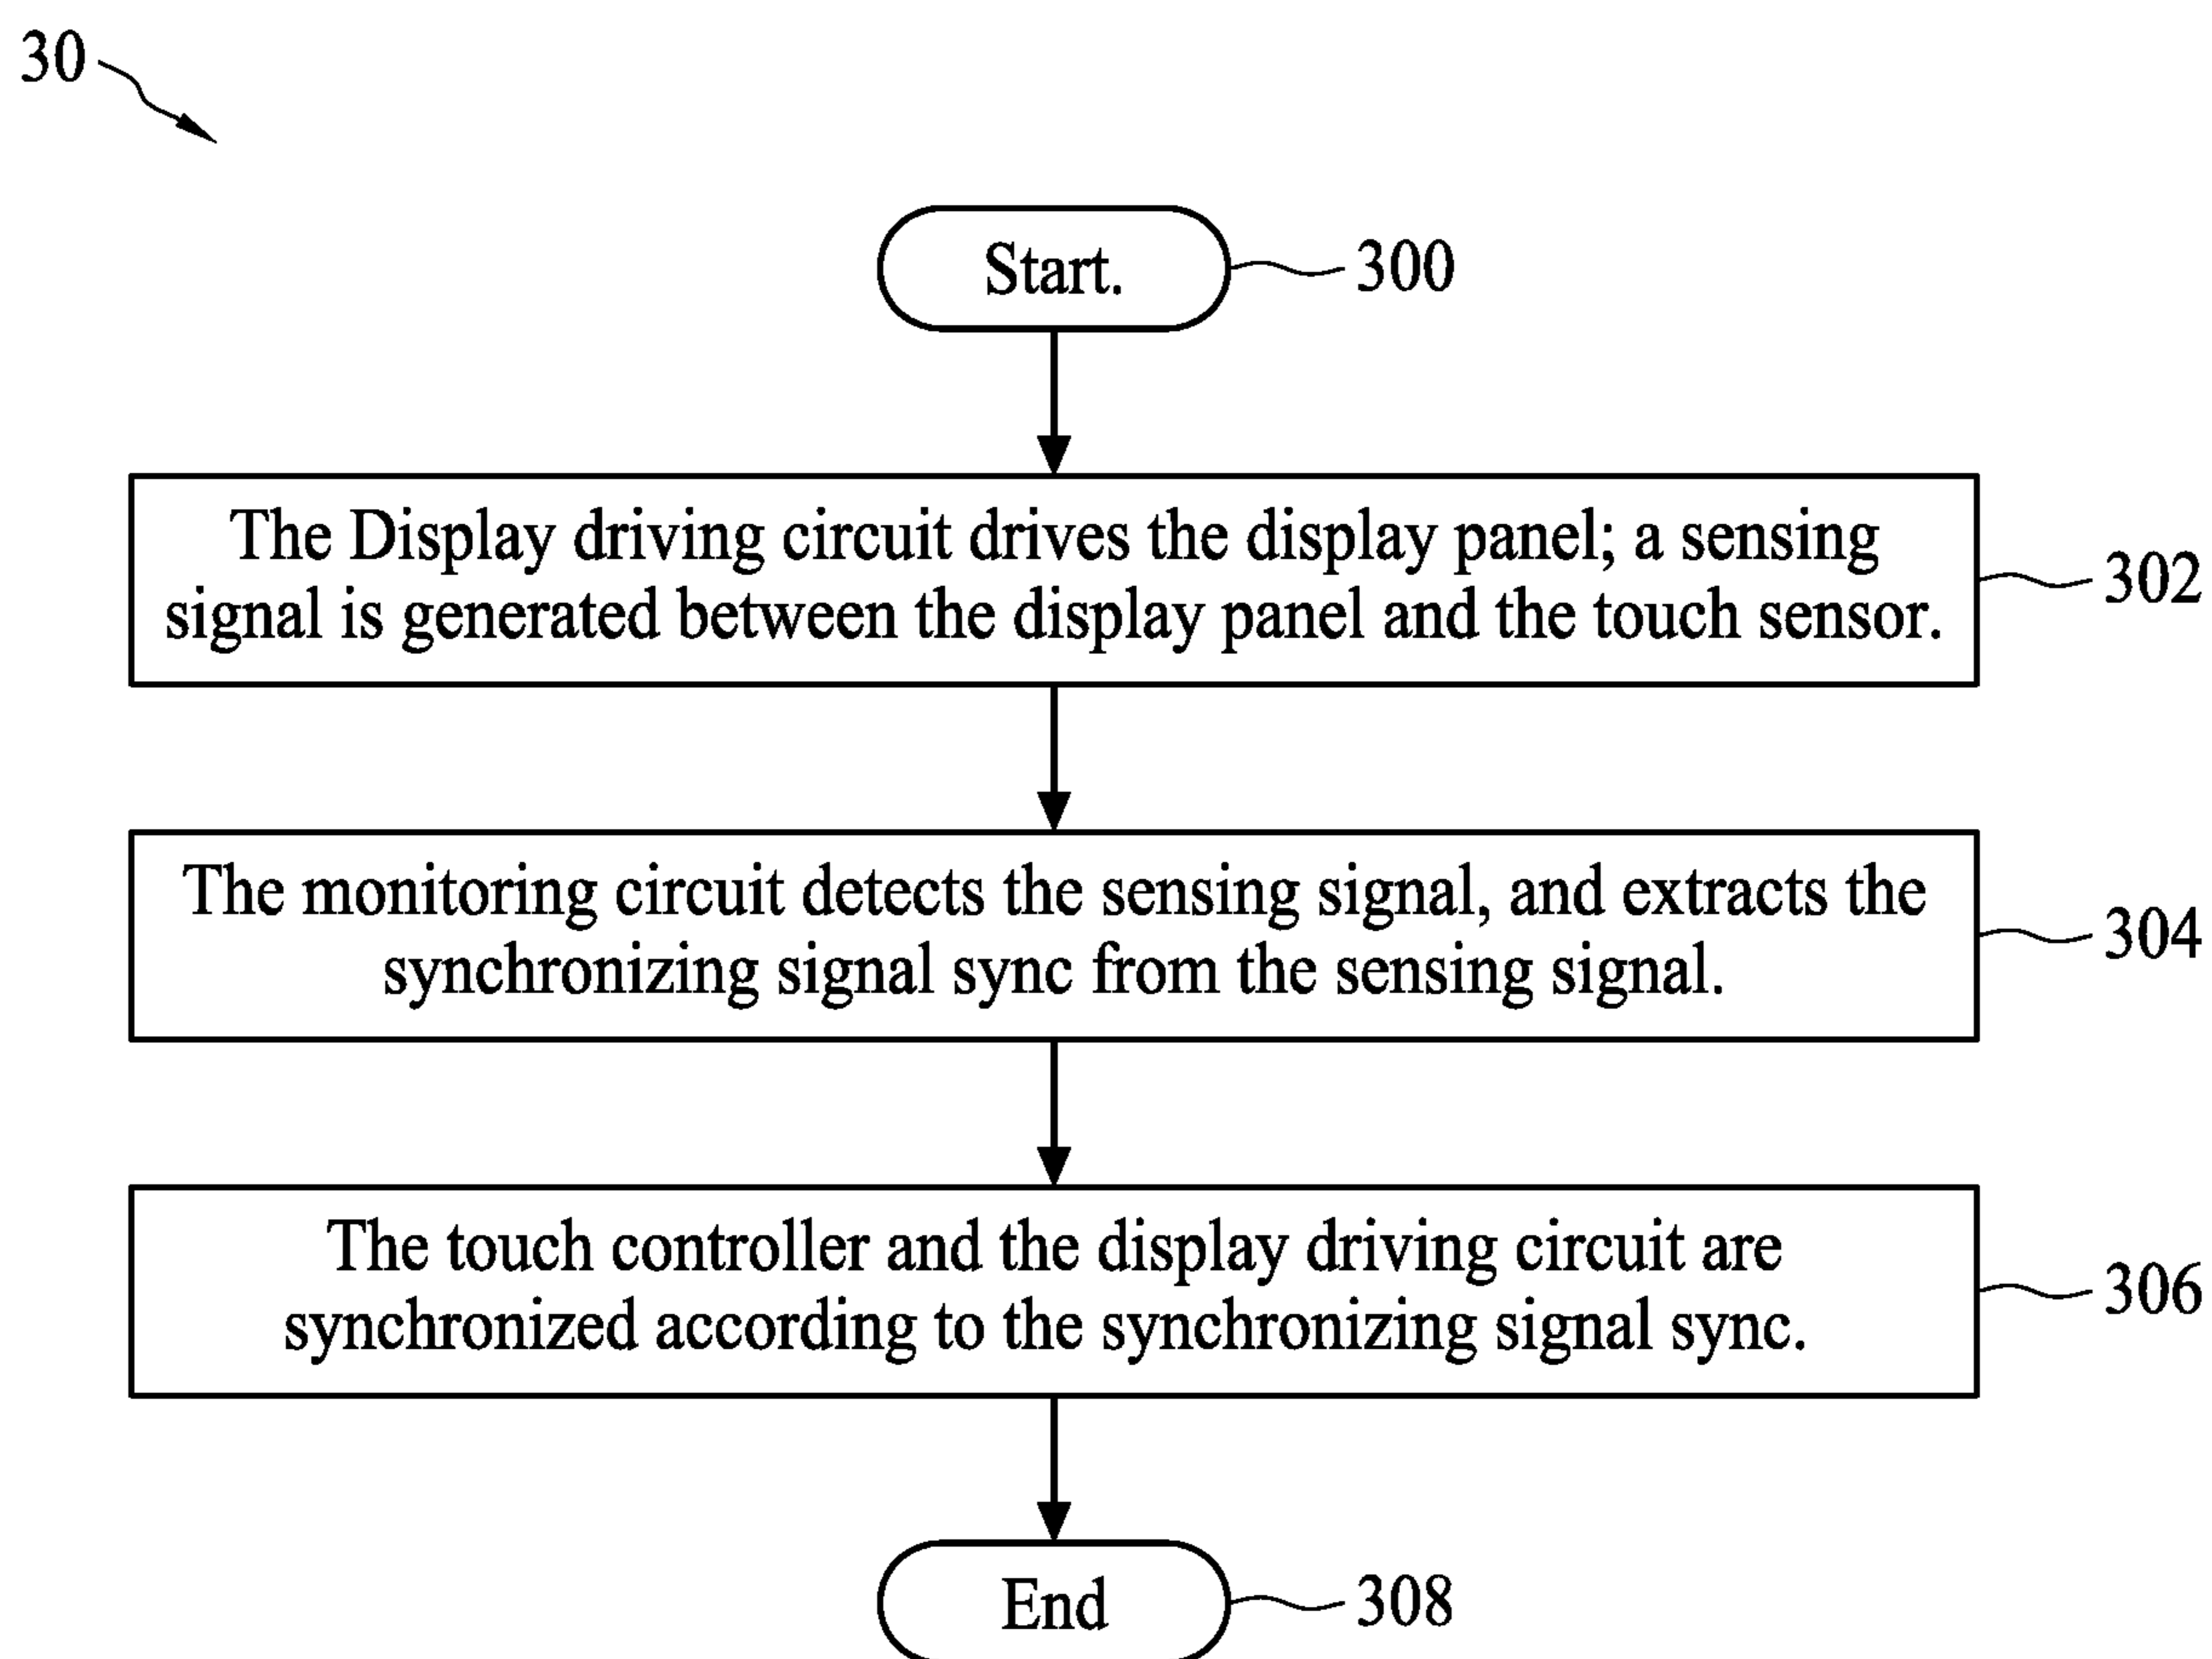 30
Start.
300
The Display driving circuit drives the display panel; a sensing
signal is generated between the display panel and the touch sensor.
302
The monitoring circuit detects the sensing signal, and extracts the
synchronizing signal sync from the sensing signal.
304
The touch controller and the display driving circuit are
synchronized according to the synchronizing signal sync.
306
End
308